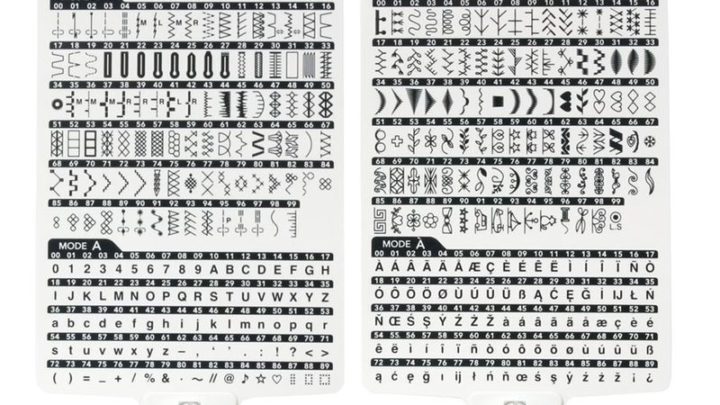 00 01 02 03 04 05 06 07 08 09 10 11 12 13 14 15 16
17 18 19 20 21 22 23 24 25 26 27 28 29 30 31 32 33
34 35 36 37 38 39 40 41 42 43 44 45 46 47 48 49 50
51 52 53 54 55 56 57 58 59 60 61 62 63 64 65 66 67
68 69 70 71 72 73 74 75 76 77 78 79 80 81 82 83 84
85 86 87 88 89 90 91 92 93 94 95 96 97 98 99
MODE A
00 01 02 03 04 05 06 07 08 09 10 11 12 13 14 15 16 17
0 1 2 3 4 5 6 7 8 9 A B C D E F G H
18 19 20 21 22 23 24 25 26 27 28 29 30 31 32 33 34 35
I J K L M N O P Q R S T U V W X Y Z
36 37 38 39 40 41 42 43 44 45 46 47 48 49 50 51 52 53
a b c d e f g h i j k l m n o p q r
54 55 56 57 58 59 60 61 62 63 64 65 66 67 68 69 70 71
s t u v w x y z – , ' . · : ! ? < >
72 73 74 75 76 77 78 79 80 81 82 83 84 85 86 87 88 89
( ) = _ + / % & · ~ // @ ♪ ☆ ♡
00 01 02 03 04 05 06 07 08 09 10 11 12 13 14 15 16
17 18 19 20 21 22 23 24 25 26 27 28 29 30 31 32 33
34 35 36 37 38 39 40 41 42 43 44 45 46 47 48 49 50
51 52 53 54 55 56 57 58 59 60 61 62 63 64 65 66 67
68 69 70 71 72 73 74 75 76 77 78 79 80 81 82 83 84
85 86 87 88 89 90 91 92 93 94 95 96 97 98 99
LS
MODE A
00 01 02 03 04 05 06 07 08 09 10 11 12 13 14 15 16 17
À Á Â Ã Ä Å Æ Ç È É Ê Ë Ì Í Î Ï Ñ Ò
18 19 20 21 22 23 24 25 26 27 28 29 30 31 32 33 34 35
Ó Ô Õ Ö Ø Ù Ú Û Ü ß Ą Ć Ę Ğ İ IJ Ł Ń
36 37 38 39 40 41 42 43 44 45 46 47 48 49 50 51 52 53
Ň Œ Ś Ş Ý Ź Ž Ż à á â ã ä å æ ç è é
54 55 56 57 58 59 60 61 62 63 64 65 66 67 68 69 70 71
ê ë ì í î ï ñ ò ó ô õ ö ø ù ú û ü ß
72 73 74 75 76 77 78 79 80 81 82 83 84 85 86 87 88 89
ą ć ę ğ ı ij ł ń ň œ ś ş ý ź ž ż ¿ ¡